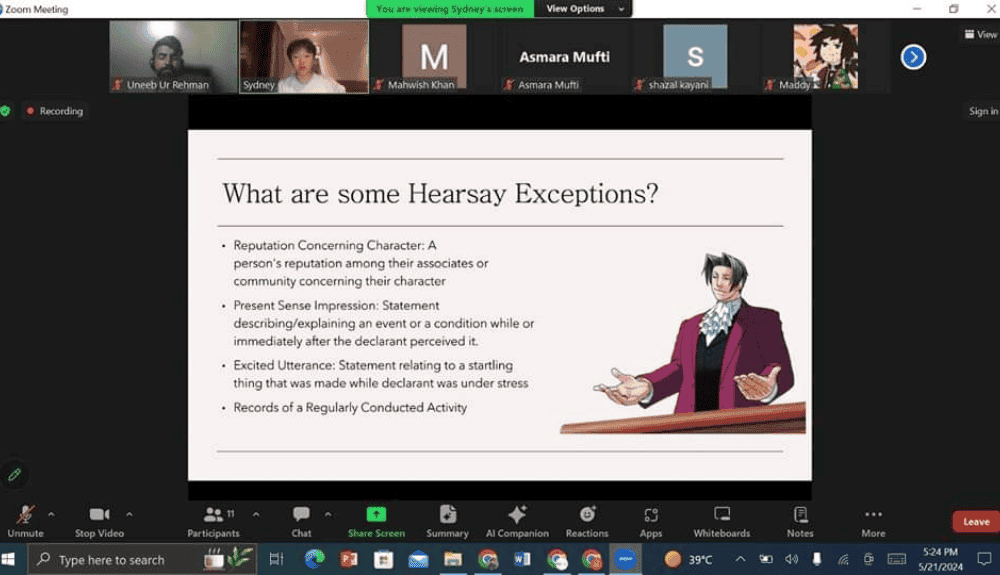 Zoom Meeting
You are viewing Sydney's screen
View Options
View
Uneeb Ur Rehman
Sydney
M
Mahwish Khan
Asmara Mufti
Asmara Mufti
S
shazal kayani
Maddy
Recording
Sign in
What are some Hearsay Exceptions?
• Reputation Concerning Character: A
person's reputation among their associates or
community concerning their character
• Present Sense Impression: Statement
describing/explaining an event or a condition while or
immediately after the declarant perceived it.
• Excited Utterance: Statement relating to a startling
thing that was made while declarant was under stress
• Records of a Regularly Conducted Activity
Unmute
Stop Video
Participants
11
Chat
Share Screen
Summary
AI Companion
Reactions
Apps
Whiteboards
Notes
More
Leave
Type here to search
39°C
5:24 PM
5/21/2024